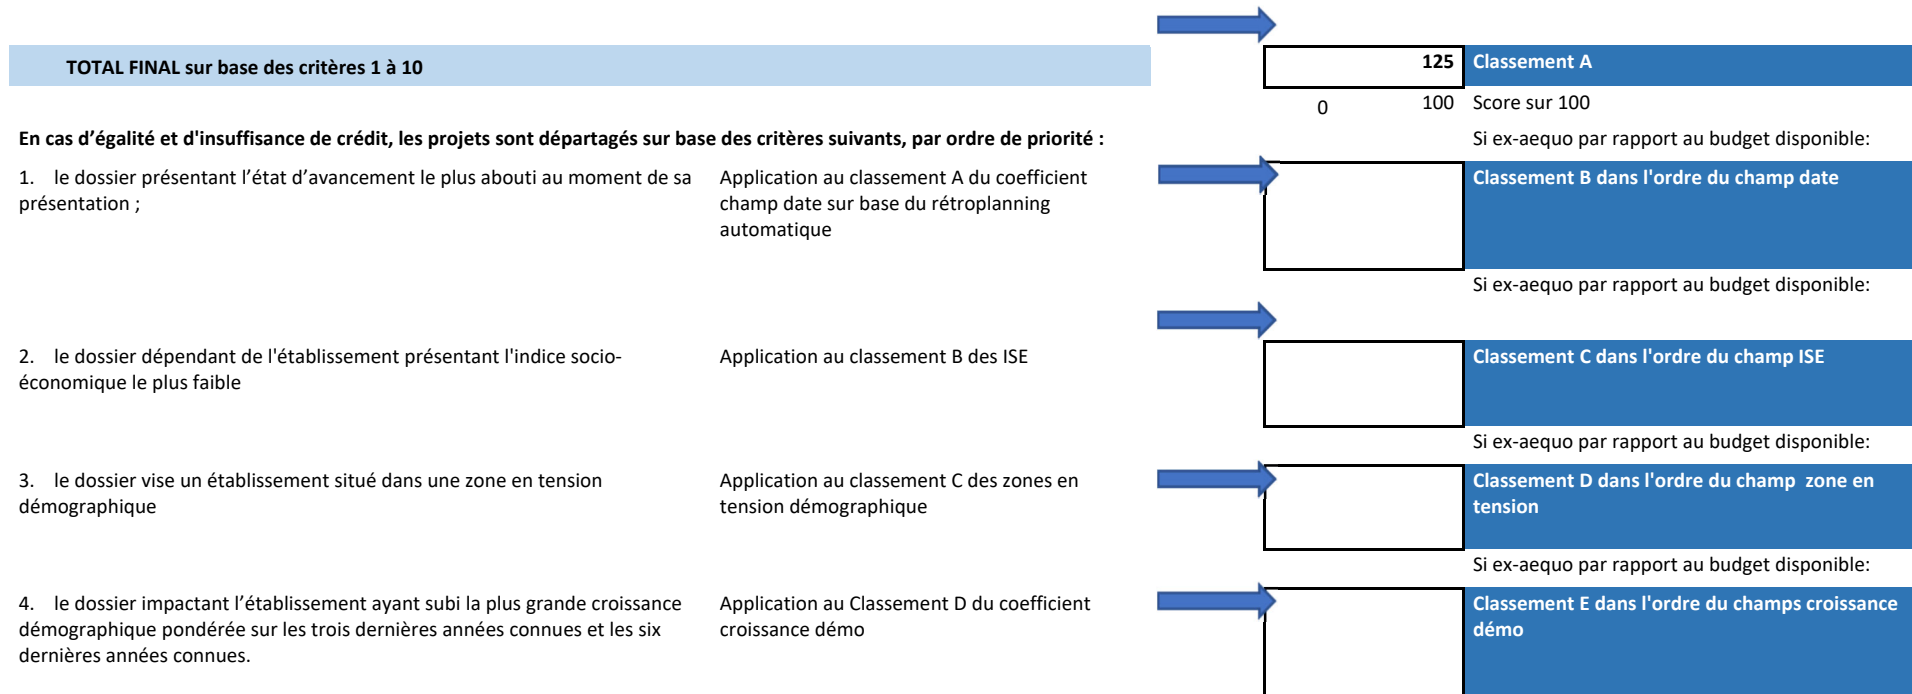 TOTAL FINAL sur base des critères 1 à 10
125
Classement A
0
100
Score sur 100
En cas d’égalité et d'insuffisance de crédit, les projets sont départagés sur base des critères suivants, par ordre de priorité :
Si ex-aequo par rapport au budget disponible:
1. le dossier présentant l’état d’avancement le plus abouti au moment de sa
présentation ;
Application au classement A du coefficient
champ date sur base du rétroplanning
automatique
Classement B dans l'ordre du champ date
Si ex-aequo par rapport au budget disponible:
2. le dossier dépendant de l'établissement présentant l'indice socio-
économique le plus faible
Application au classement B des ISE
Classement C dans l'ordre du champ ISE
Si ex-aequo par rapport au budget disponible:
3. le dossier vise un établissement situé dans une zone en tension
démographique
Application au classement C des zones en
tension démographique
Classement D dans l'ordre du champ zone en
tension
Si ex-aequo par rapport au budget disponible:
4. le dossier impactant l’établissement ayant subi la plus grande croissance
démographique pondérée sur les trois dernières années connues et les six
dernières années connues.
Application au Classement D du coefficient
croissance démo
Classement E dans l'ordre du champs croissance
démo